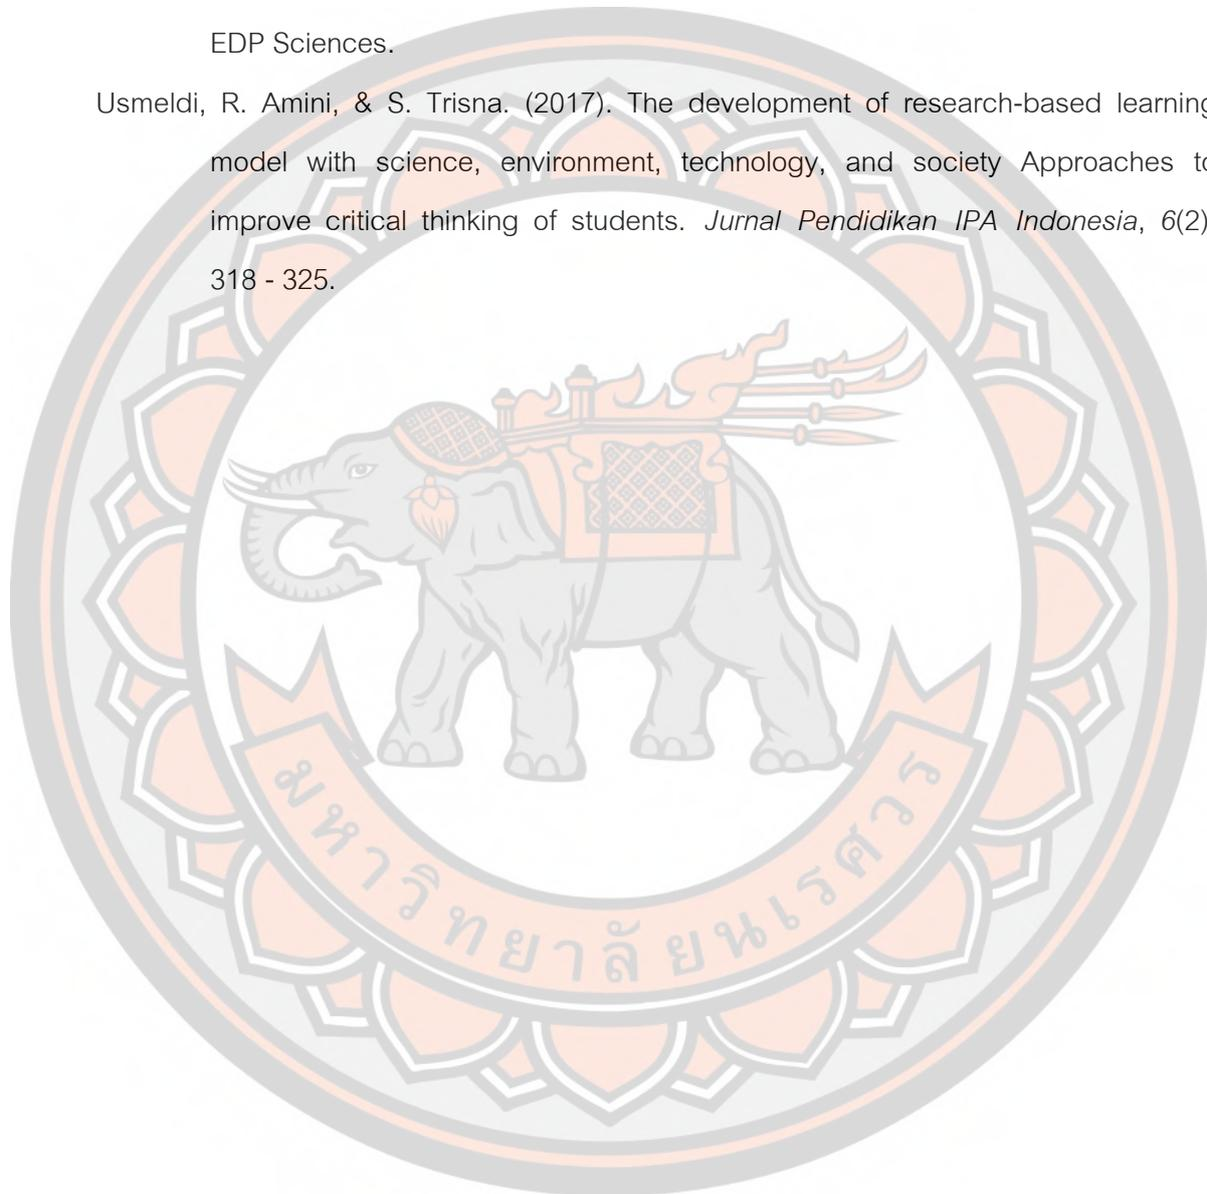 EDP Sciences.
Usmeldi, R. Amini, & S. Trisna. (2017). The development of research-based learning
model with science, environment, technology, and society Approaches to
improve critical thinking of students. Jurnal Pendidikan IPA Indonesia, 6(2)
318 - 325.
มหาวิทยาลัยนเรศวร